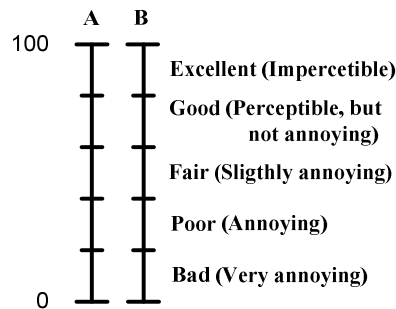 A B
100
Excellent (Impercetible)
Good (Perceptible, but
not annoying)
Fair (Sligthly annoying)
Poor (Annoying)
Bad (Very annoying)
0